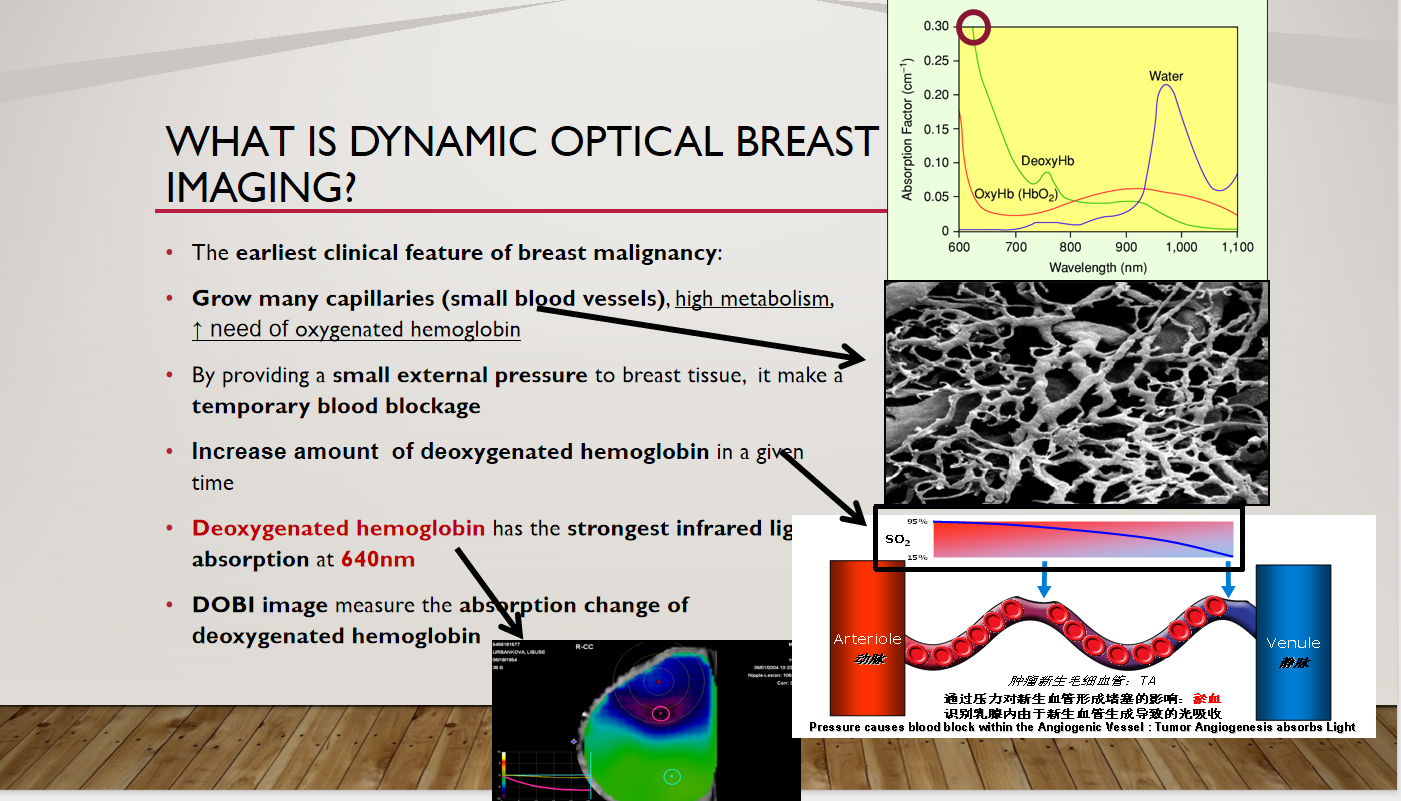 WHAT IS DYNAMIC OPTICAL BREAST
IMAGING?
• The earliest clinical feature of breast malignancy:
• Grow many capillaries (small blood vessels), high metabolism,
↑ need of oxygenated hemoglobin
• By providing a small external pressure to breast tissue, it make a
temporary blood blockage
• Increase amount of deoxygenated hemoglobin in a given
time
• Deoxygenated hemoglobin has the strongest infrared lig
absorption at 640nm
• DOBI image measure the absorption change of
deoxygenated hemoglobin
0.30
0.25
0.20
0.15
0.10
0.05
0
Absorption Factor (cm⁻¹)
Water
DeoxyHb
OxyHb (HbO₂)
600 700 800 900 1,000 1,100
Wavelength (nm)
95%
SO₂
15%
Arteriole
动脉
Venule
静脉
肿瘤新生毛细血管：TA
通过压力对新生血管形成堵塞的影响：淤血
识别乳腺内由于新生血管生成导致的光吸收
Pressure causes blood block within the Angiogenic Vessel : Tumor Angiogenesis absorbs Light
R-CC
URBANKOVA, LIBUSE
36 B
Nipple-Lesion: 106
Corr: 0